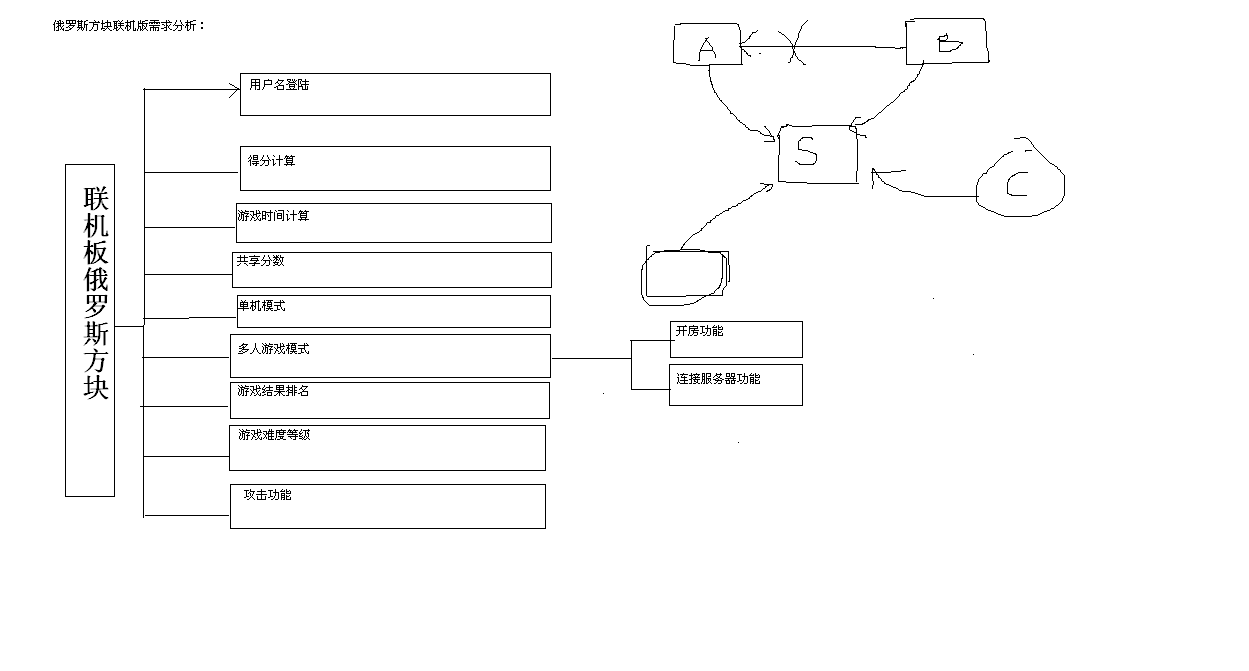 俄罗斯方块联机版需求分析：
用户名登陆
得分计算
游戏时间计算
共享分数
单机模式
多人游戏模式
游戏结果排名
游戏难度等级
攻击功能
联机板俄罗斯方块
开房功能
连接服务器功能
A
B
S
C